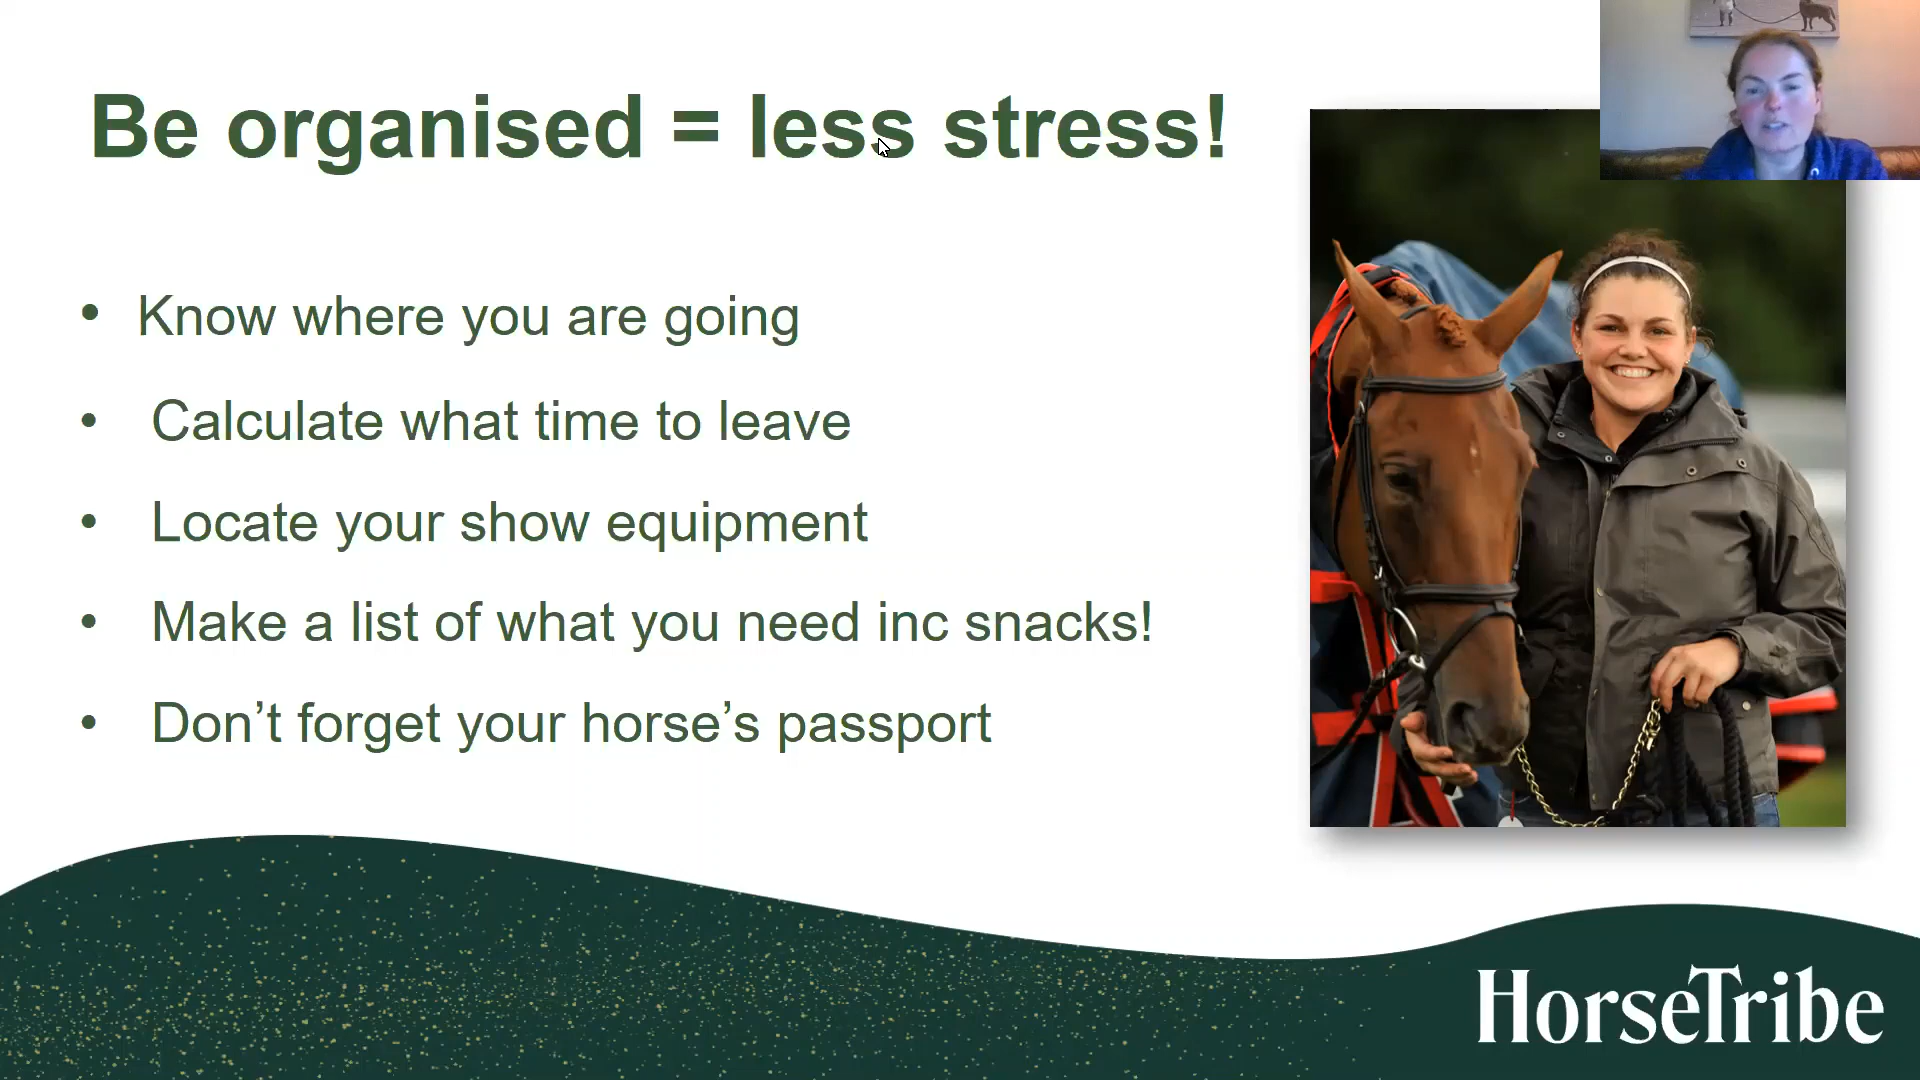 Be organised = less stress!
• Know where you are going
• Calculate what time to leave
• Locate your show equipment
• Make a list of what you need inc snacks!
• Don’t forget your horse’s passport
HorseTribe